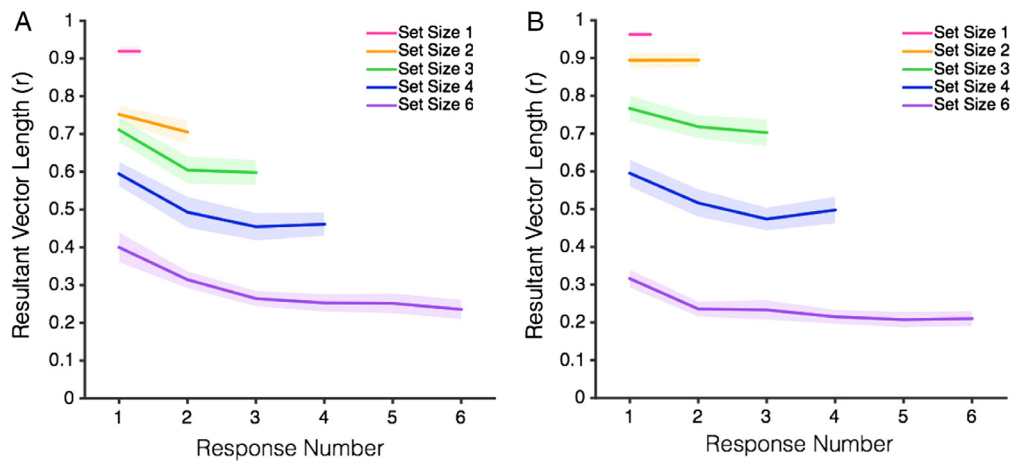 A
1
0.9
0.8
0.7
0.6
0.5
0.4
0.3
0.2
0.1
0
Resultant Vector Length (r)
Set Size 1
Set Size 2
Set Size 3
Set Size 4
Set Size 6
1 2 3 4 5 6
Response Number
B
1
0.9
0.8
0.7
0.6
0.5
0.4
0.3
0.2
0.1
0
Resultant Vector Length (r)
Set Size 1
Set Size 2
Set Size 3
Set Size 4
Set Size 6
1 2 3 4 5 6
Response Number